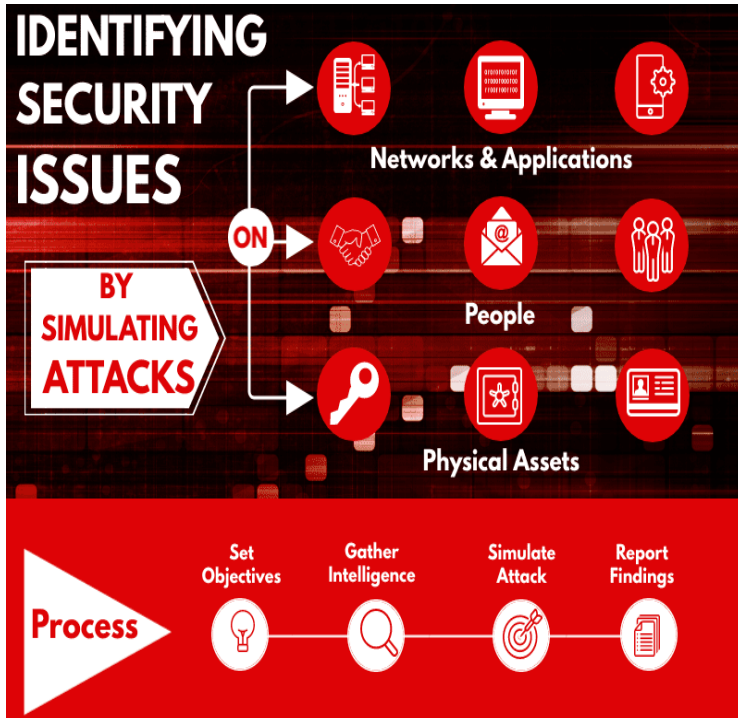 IDENTIFYING
SECURITY
ISSUES
BY
SIMULATING
ATTACKS
ON
010101010101
Networks & Applications
@
People
Physical Assets
Process
Set
Objectives
Gather
Intelligence
Simulate
Attack
Report
Findings